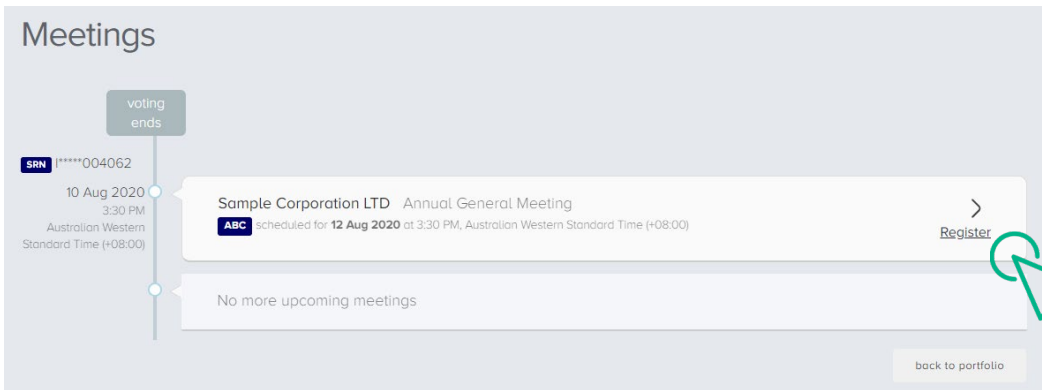 Meetings
voting
ends
SRN I*****004062
10 Aug 2020
3:30 PM
Australian Western
Standard Time (+08:00)
Sample Corporation LTD Annual General Meeting
ABC scheduled for 12 Aug 2020 at 3:30 PM, Australian Western Standard Time (+08:00)
Register
No more upcoming meetings
back to portfolio